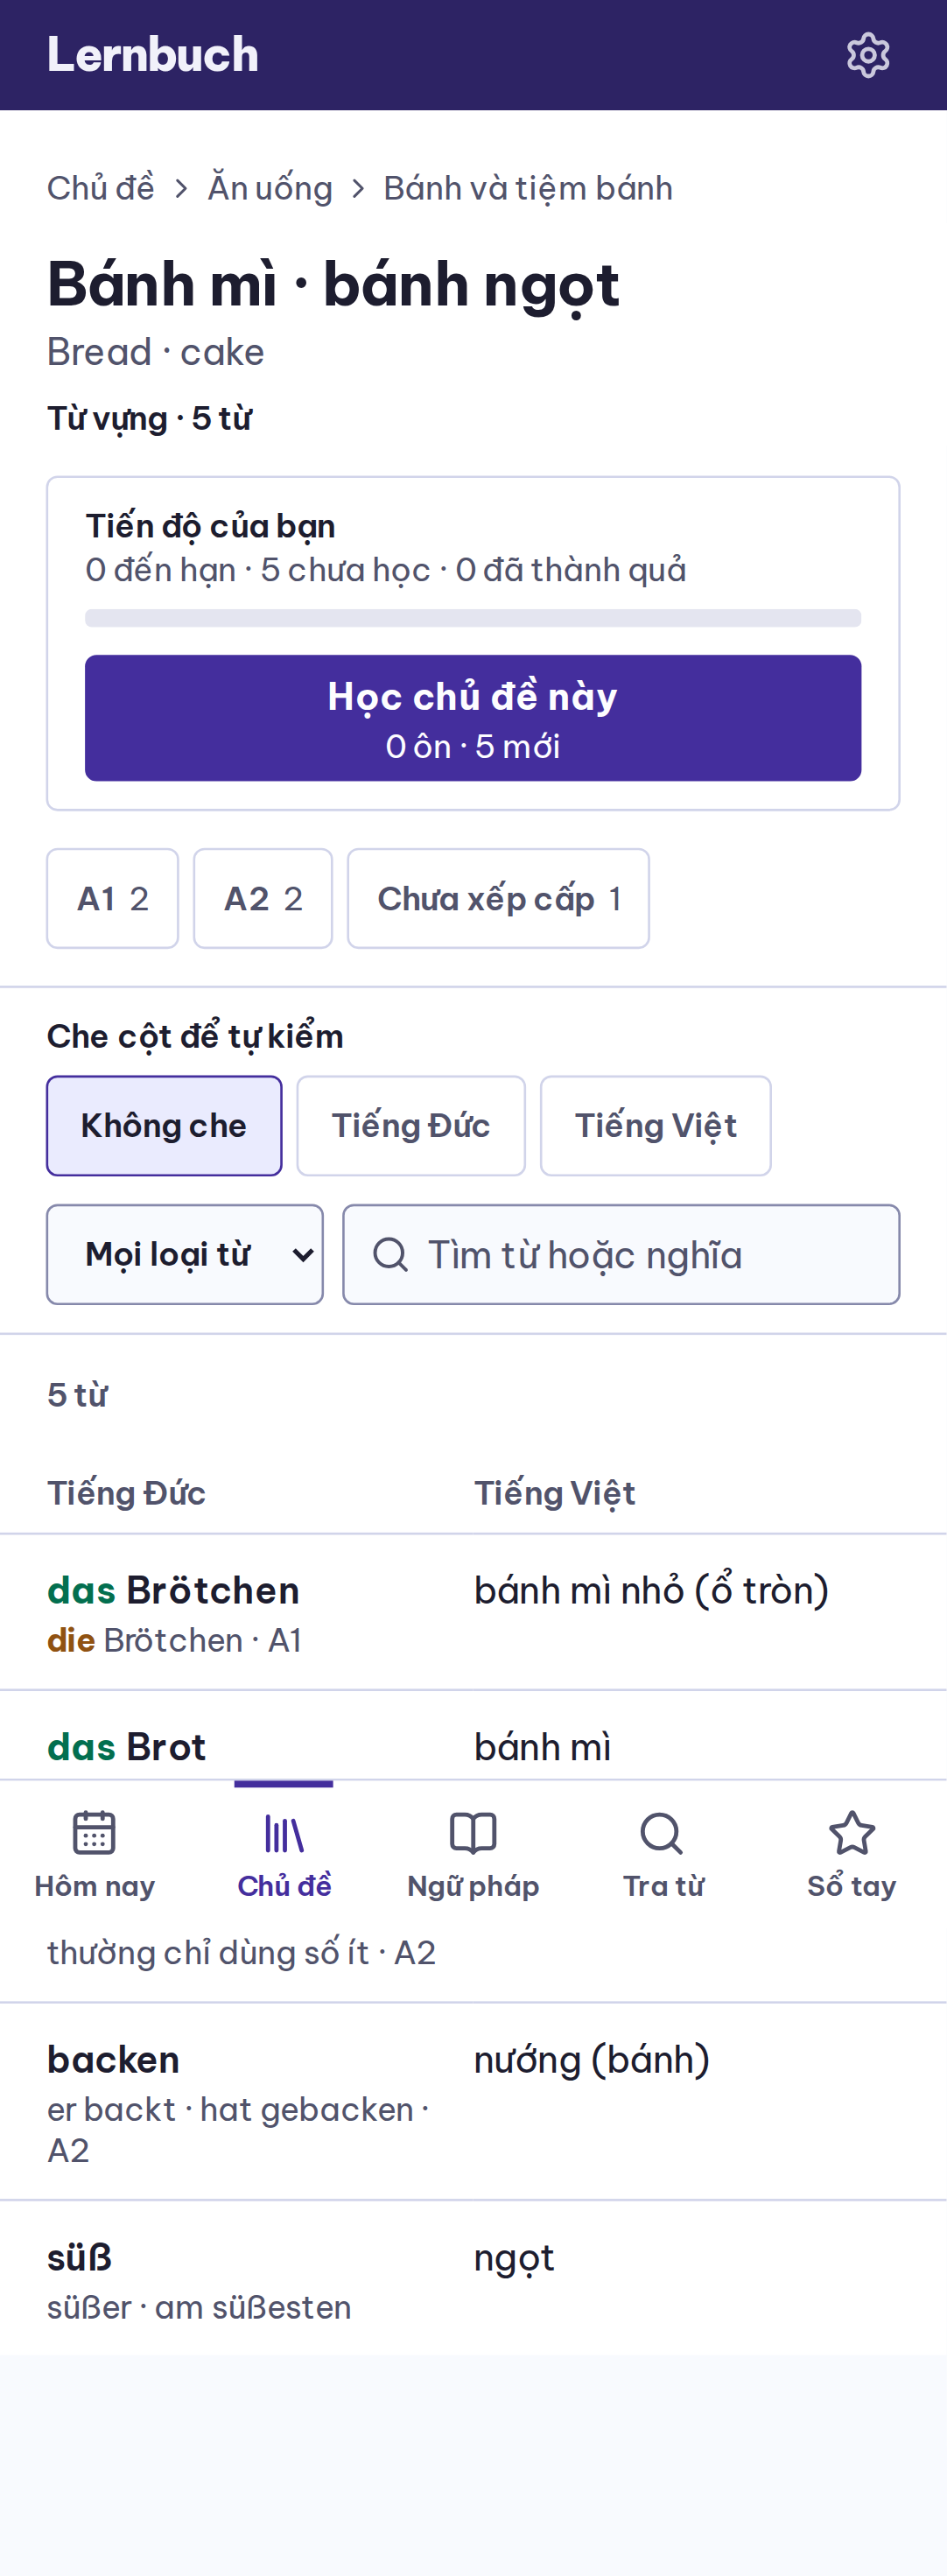 Lernbuch
Chủ đề > Ăn uống > Bánh và tiệm bánh
Bánh mì · bánh ngọt
Bread · cake
Từ vựng · 5 từ
Tiến độ của bạn
0 đến hạn · 5 chưa học · 0 đã thành quả
Học chủ đề này
0 ôn · 5 mới
A1 2 A2 2 Chưa xếp cấp 1
Che cột để tự kiểm
Không che Tiếng Đức Tiếng Việt
Mọi loại từ Tìm từ hoặc nghĩa
5 từ
Tiếng Đức Tiếng Việt
das Brötchen bánh mì nhỏ (ổ tròn)
die Brötchen · A1
das Brot bánh mì
Hôm nay Chủ đề Ngữ pháp Tra từ Sổ tay
thường chỉ dùng số ít · A2
backen nướng (bánh)
er backt · hat gebacken ·
A2
süß ngọt
süßer · am süßesten